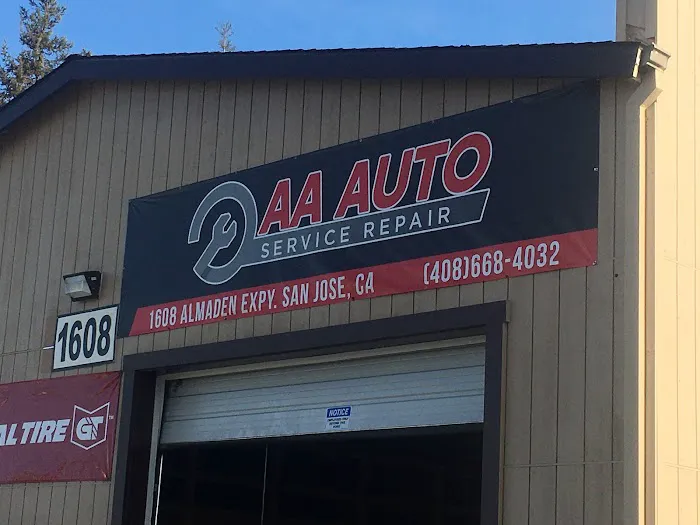 AA AUTO
SERVICE REPAIR
1608 ALMADEN EXPY. SAN JOSE, CA (408)668-4032
1608
AL TIRE GT
NOTICE